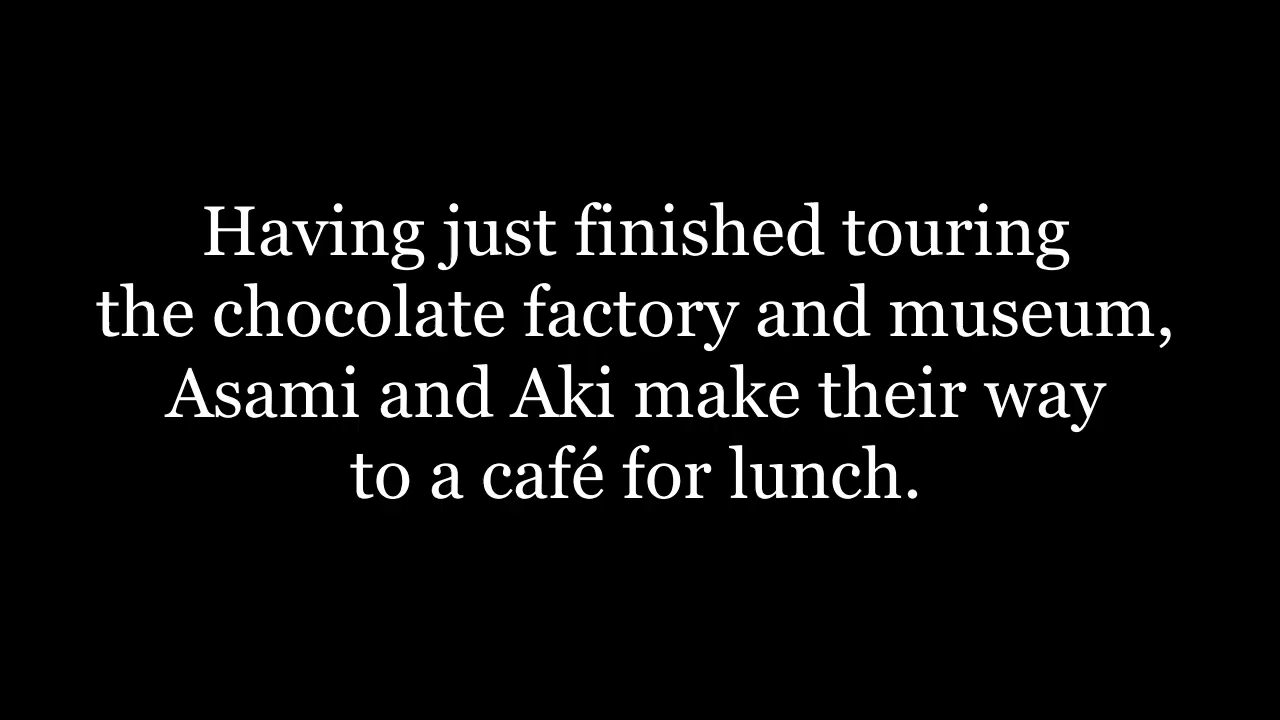 Having just finished touring
the chocolate factory and museum,
Asami and Aki make their way
to a café for lunch.